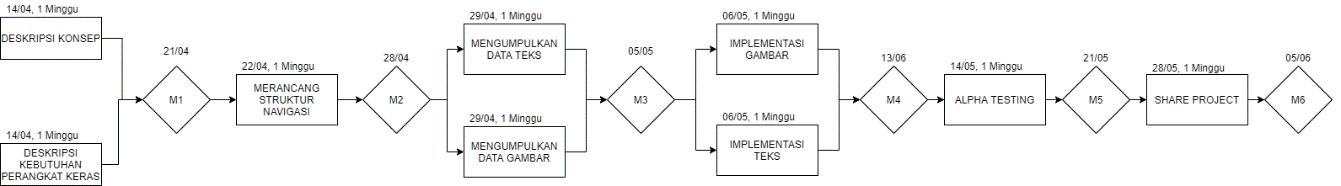 14/04, 1 Minggu
DESKRIPSI KONSEP
14/04, 1 Minggu
DESKRIPSI
KEBUTUHAN
PERANGKAT KERAS
21/04
M1
22/04, 1 Minggu
MERANCANG
STRUKTUR
NAVIGASI
28/04
M2
29/04, 1 Minggu
MENGUMPULKAN
DATA TEKS
29/04, 1 Minggu
MENGUMPULKAN
DATA GAMBAR
05/05
M3
06/05, 1 Minggu
IMPLEMENTASI
GAMBAR
06/05, 1 Minggu
IMPLEMENTASI
TEKS
13/06
M4
14/05, 1 Minggu
ALPHA TESTING
21/05
M5
28/05, 1 Minggu
SHARE PROJECT
05/06
M6